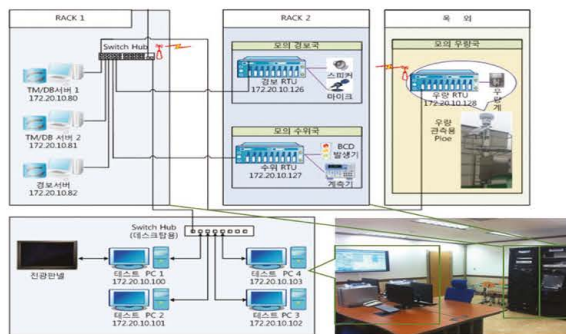 RACK 1
Switch Hub
TM/DB서버 1
172.20.10.80
TM/DB서버 2
172.20.10.81
경보서버
172.20.10.82
RACK 2
모의 경보국
경보 RTU
172.20.10.126
스피커
마이크
모의 수위국
수위 RTU
172.20.10.127
BCD
발생기
계측기
옥 외
모의 우량국
우량 RTU
172.20.10.128
우량계
우량
관측용
Ploe
Switch Hub
(데스크탑용)
전광판넬
테스트 PC 1
172.20.10.100
테스트 PC 4
172.20.10.103
테스트 PC 2
172.20.10.101
테스트 PC 3
172.20.10.102